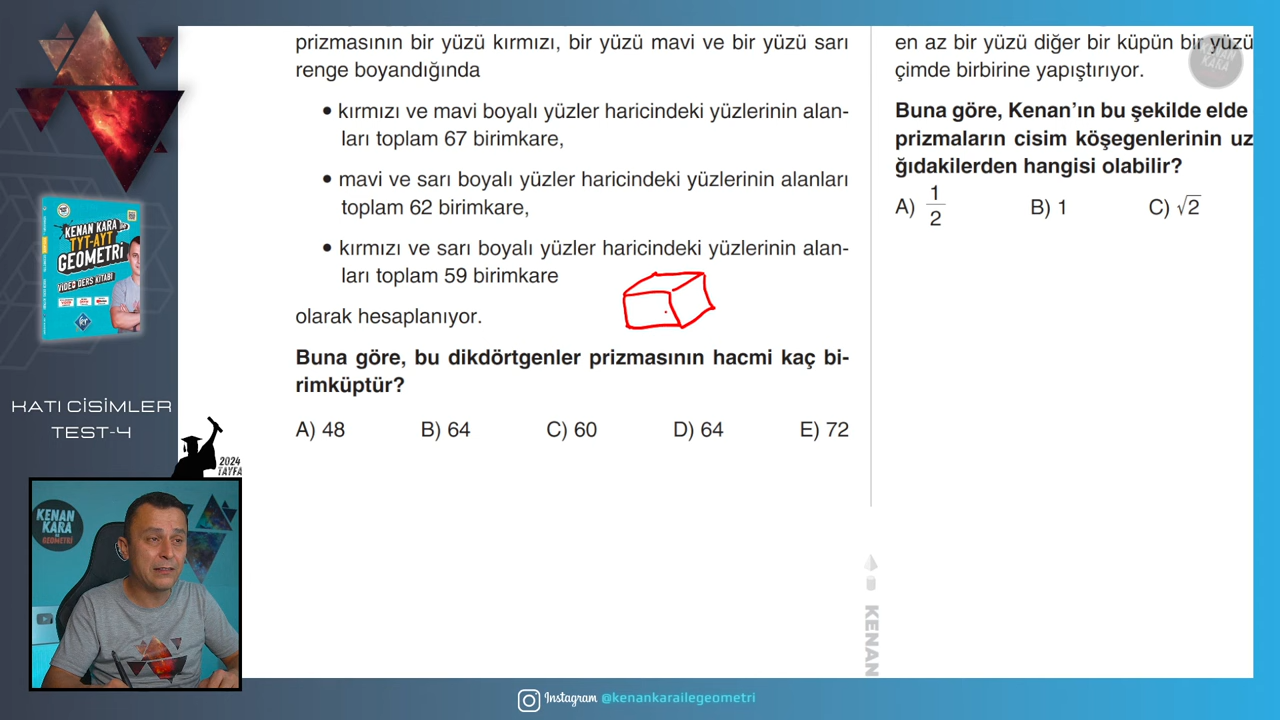 prizmasının bir yüzü kırmızı, bir yüzü mavi ve bir yüzü sarı
renge boyandığında
• kırmızı ve mavi boyalı yüzler haricindeki yüzlerinin alan-
ları toplam 67 birimkare,
• mavi ve sarı boyalı yüzler haricindeki yüzlerinin alanları
toplam 62 birimkare,
• kırmızı ve sarı boyalı yüzler haricindeki yüzlerinin alan-
ları toplam 59 birimkare
olarak hesaplanıyor.
Buna göre, bu dikdörtgenler prizmasının hacmi kaç bi-
rimküptür?
A) 48 B) 64 C) 60 D) 64 E) 72
en az bir yüzü diğer bir küpün bir yüzü
çimde birbirine yapıştırıyor.
Buna göre, Kenan'ın bu şekilde elde
prizmaların cisim köşegenlerinin uz
ğıdakilerden hangisi olabilir?
A) 1/2 B) 1 C) √2
KENAN
KARA
KENAN KARA
TYT-AYT
GEOMETRİ
VİDEO DERS KİTABI
KATI CİSİMLER
TEST-4
2024
TAYFA
KENAN
KARA
GEOMETRİ
KENAN
Instagram @kenankarailegeometri